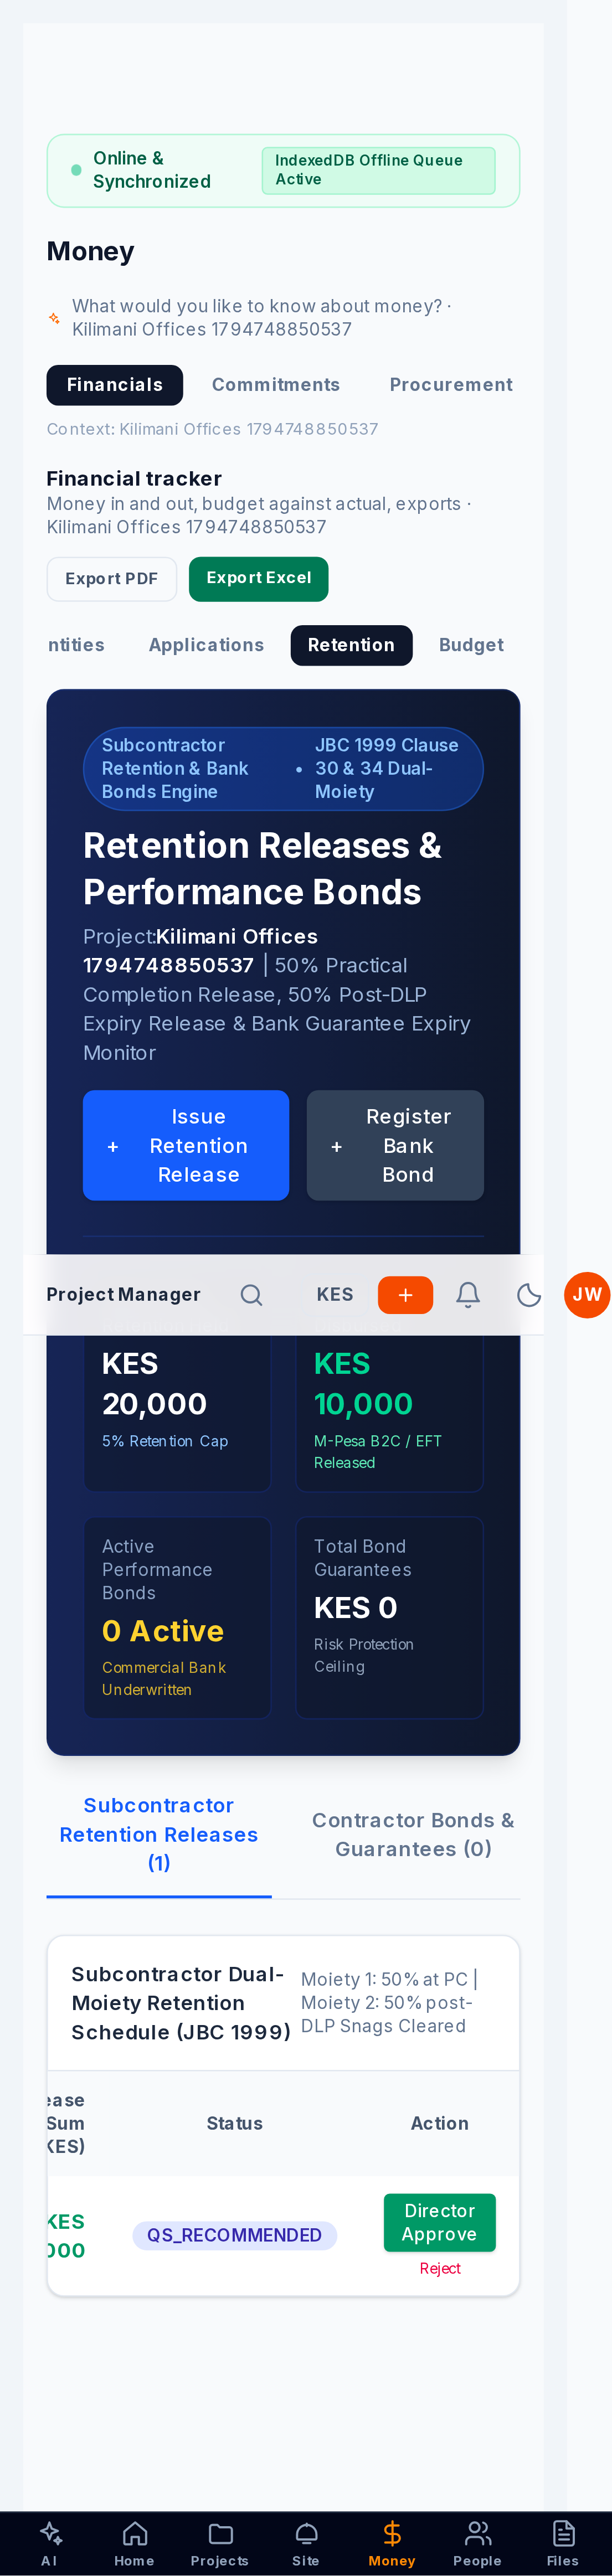 Online &
Synchronized
IndexedDB Offline Queue
Active
Money
What would you like to know about money? ·
Kilimani Offices 1794748850537
Financials
Commitments
Procurement
Context: Kilimani Offices 1794748850537
Financial tracker
Money in and out, budget against actual, exports ·
Kilimani Offices 1794748850537
Export PDF
Export Excel
ntities
Applications
Retention
Budget
Subcontractor
Retention & Bank
Bonds Engine
•
JBC 1999 Clause
30 & 34 Dual-
Moiety
Retention Releases &
Performance Bonds
Project:Kilimani Offices
1794748850537 | 50% Practical
Completion Release, 50% Post-DLP
Expiry Release & Bank Guarantee Expiry
Monitor
+ Issue
Retention
Release
+ Register
Bank
Bond
Project Manager
KES
+
JW
KES
20,000
5% Retention Cap
KES
10,000
M-Pesa B2C / EFT
Released
Active
Performance
Bonds
0 Active
Commercial Bank
Underwritten
Total Bond
Guarantees
KES 0
Risk Protection
Ceiling
Subcontractor
Retention Releases
(1)
Contractor Bonds &
Guarantees (0)
Subcontractor Dual-
Moiety Retention
Schedule (JBC 1999)
Moiety 1: 50% at PC |
Moiety 2: 50% post-
DLP Snags Cleared
ease
Sum
KES)
Status
Action
KES
000
QS_RECOMMENDED
Director
Approve
Reject
AI
Home
Projects
Site
Money
People
Files